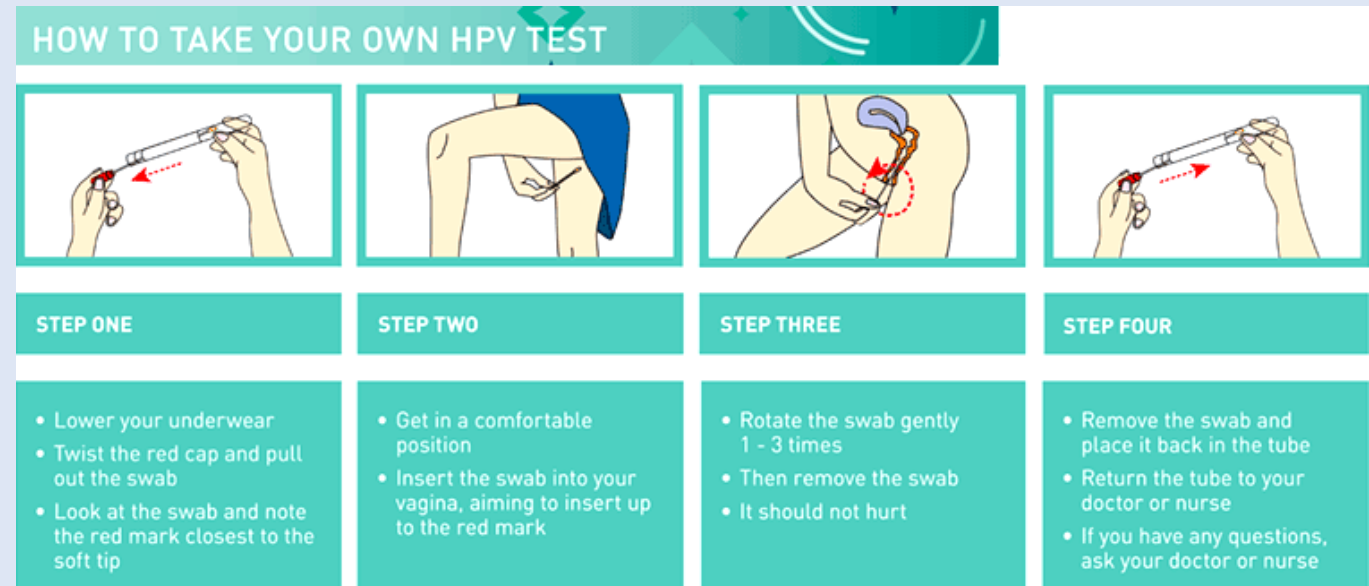 HOW TO TAKE YOUR OWN HPV TEST
STEP ONE
• Lower your underwear
• Twist the red cap and pull
out the swab
• Look at the swab and note
the red mark closest to the
soft tip
STEP TWO
• Get in a comfortable
position
• Insert the swab into your
vagina, aiming to insert up
to the red mark
STEP THREE
• Rotate the swab gently
1 - 3 times
• Then remove the swab
• It should not hurt
STEP FOUR
• Remove the swab and
place it back in the tube
• Return the tube to your
doctor or nurse
• If you have any questions,
ask your doctor or nurse